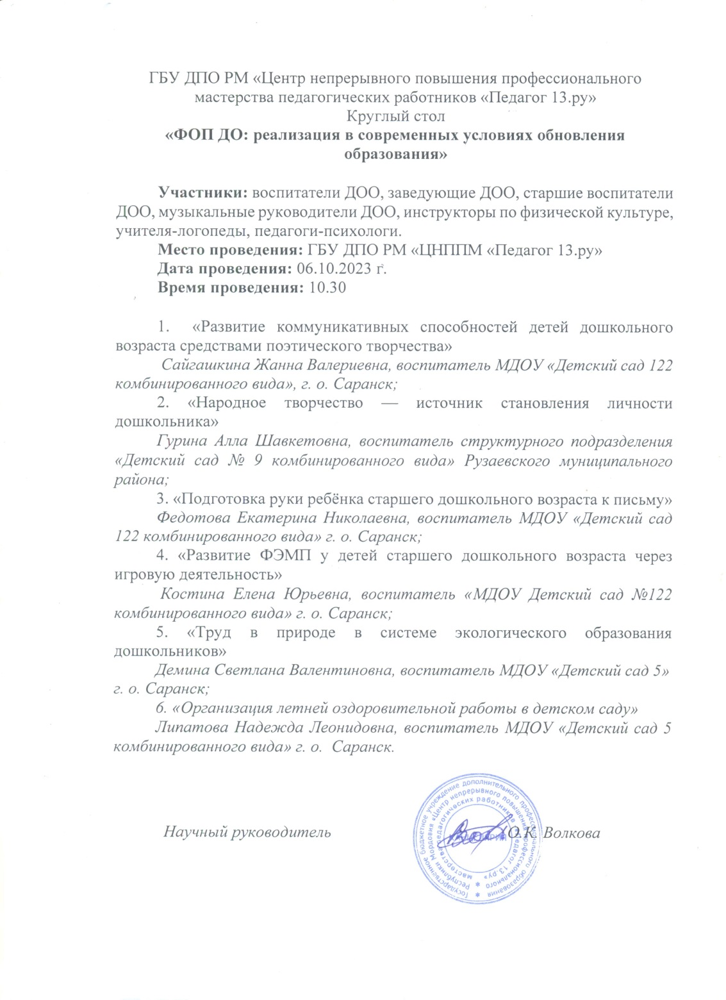 ГБУ ДПО РМ «Центр непрерывного повышения профессионального
мастерства педагогических работников «Педагог 13.ру»
Круглый стол
«ФОП ДО: реализация в современных условиях обновления
образования»
Участники: воспитатели ДОО, заведующие ДОО, старшие воспитатели
ДОО, музыкальные руководители ДОО, инструкторы по физической культуре,
учителя-логопеды, педагоги-психологи.
Место проведения: ГБУ ДПО РМ «ЦНППМ «Педагог 13.ру»
Дата проведения: 06.10.2023 г.
Время проведения: 10.30
1. «Развитие коммуникативных способностей детей дошкольного
возраста средствами поэтического творчества»
Сайгашкина Жанна Валериевна, воспитатель МДОУ «Детский сад 122
комбинированного вида», г. о. Саранск;
2. «Народное творчество — источник становления личности
дошкольника»
Гурина Алла Шавкетовна, воспитатель структурного подразделения
«Детский сад № 9 комбинированного вида» Рузаевского муниципального
района;
3. «Подготовка руки ребёнка старшего дошкольного возраста к письму»
Федотова Екатерина Николаевна, воспитатель МДОУ «Детский сад
122 комбинированного вида» г. о. Саранск;
4. «Развитие ФЭМП у детей старшего дошкольного возраста через
игровую деятельность»
Костина Елена Юрьевна, воспитатель «МДОУ Детский сад №122
комбинированного вида» г. о. Саранск;
5. «Труд в природе в системе экологического образования
дошкольников»
Демина Светлана Валентиновна, воспитатель МДОУ «Детский сад 5»
г. о. Саранск;
6. «Организация летней оздоровительной работы в детском саду»
Липатова Надежда Леонидовна, воспитатель МДОУ «Детский сад 5
комбинированного вида» г. о. Саранск.
Научный руководитель О.К. Волкова
Государственное бюджетное учреждение дополнительного профессионального образования
Республики Мордовия «Центр непрерывного повышения профессионального
мастерства педагогических работников «Педагог 13.ру»